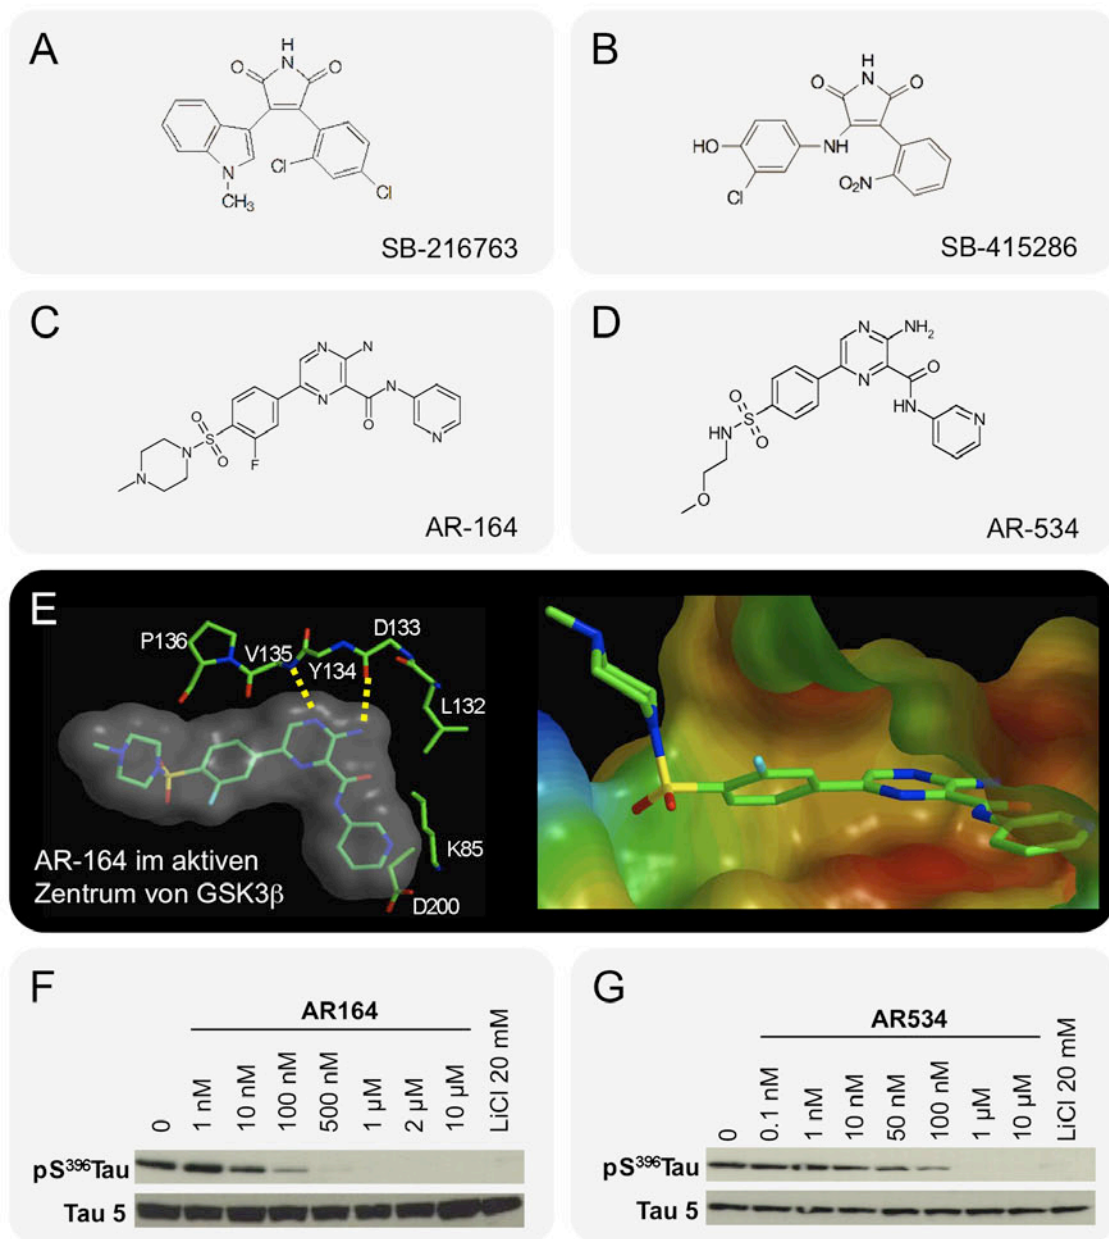 A
H
O
N
O
Cl
N
CH3
Cl
SB-216763
B
H
O
N
O
HO
NH
Cl
O2N
SB-415286
C
N
N
N
N
O
O
S
N
O
F
N
N
AR-164
D
N
NH2
N
O
O
HN
S
HN
O
N
O
AR-534
E
P136
V135
Y134
D133
L132
K85
D200
AR-164 im aktiven
Zentrum von GSK3β
F
AR164
0
1 nM
10 nM
100 nM
500 nM
1 µM
2 µM
10 µM
LiCl 20 mM
pS396Tau
Tau 5
G
AR534
0
0.1 nM
1 nM
10 nM
50 nM
100 nM
1 µM
10 µM
LiCl 20 mM
pS396Tau
Tau 5